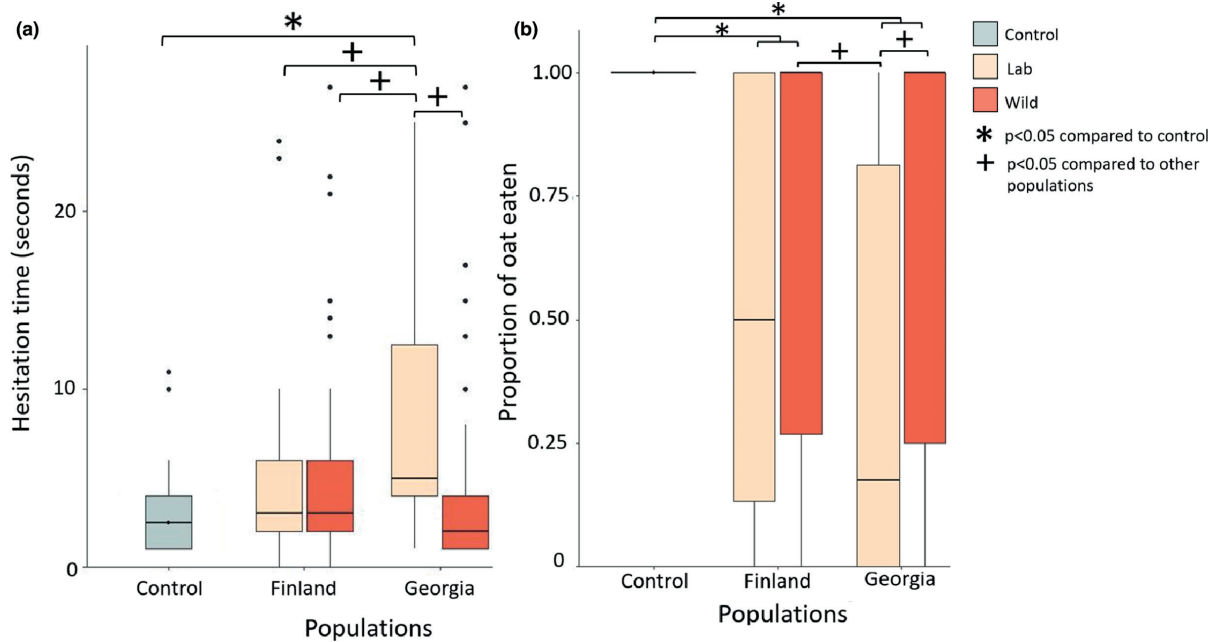 (a)
*
+
+
+
Hesitation time (seconds)
20
10
0
Control
Finland
Georgia
Populations
(b)
*
*
+
+
Proportion of oat eaten
1.00
0.75
0.50
0.25
0
Control
Finland
Georgia
Populations
Control
Lab
Wild
* p<0.05 compared to control
+ p<0.05 compared to other
populations